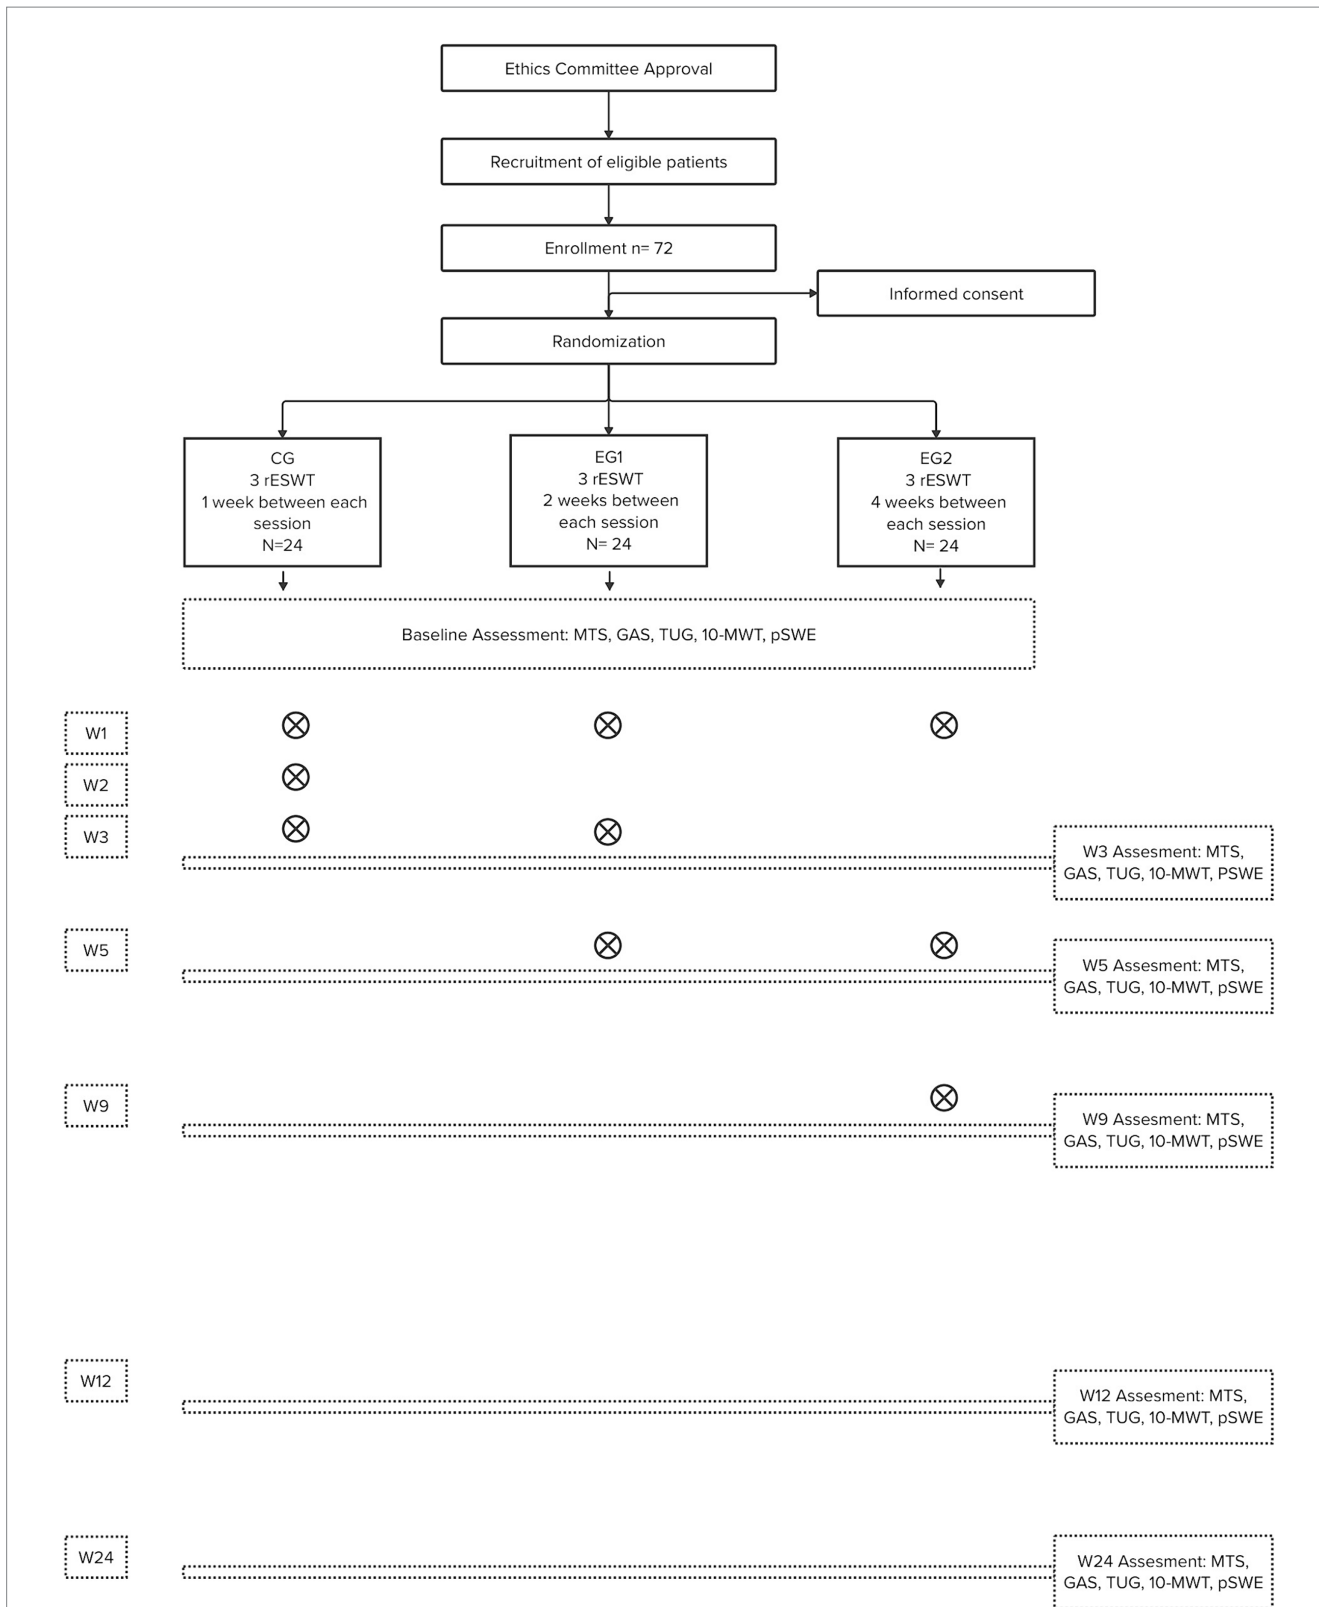 Ethics Committee Approval
Recruitment of eligible patients
Enrollment n= 72
Informed consent
Randomization
CG
3 rESWT
1 week between each
session
N=24
EG1
3 rESWT
2 weeks between
each session
N= 24
EG2
3 rESWT
4 weeks between
each session
N= 24
Baseline Assessment: MTS, GAS, TUG, 10-MWT, pSWE
W1
W2
W3
W3 Assesment: MTS,
GAS, TUG, 10-MWT, PSWE
W5
W5 Assesment: MTS,
GAS, TUG, 10-MWT, pSWE
W9
W9 Assesment: MTS,
GAS, TUG, 10-MWT, pSWE
W12
W12 Assesment: MTS,
GAS, TUG, 10-MWT, pSWE
W24
W24 Assesment: MTS,
GAS, TUG, 10-MWT, pSWE